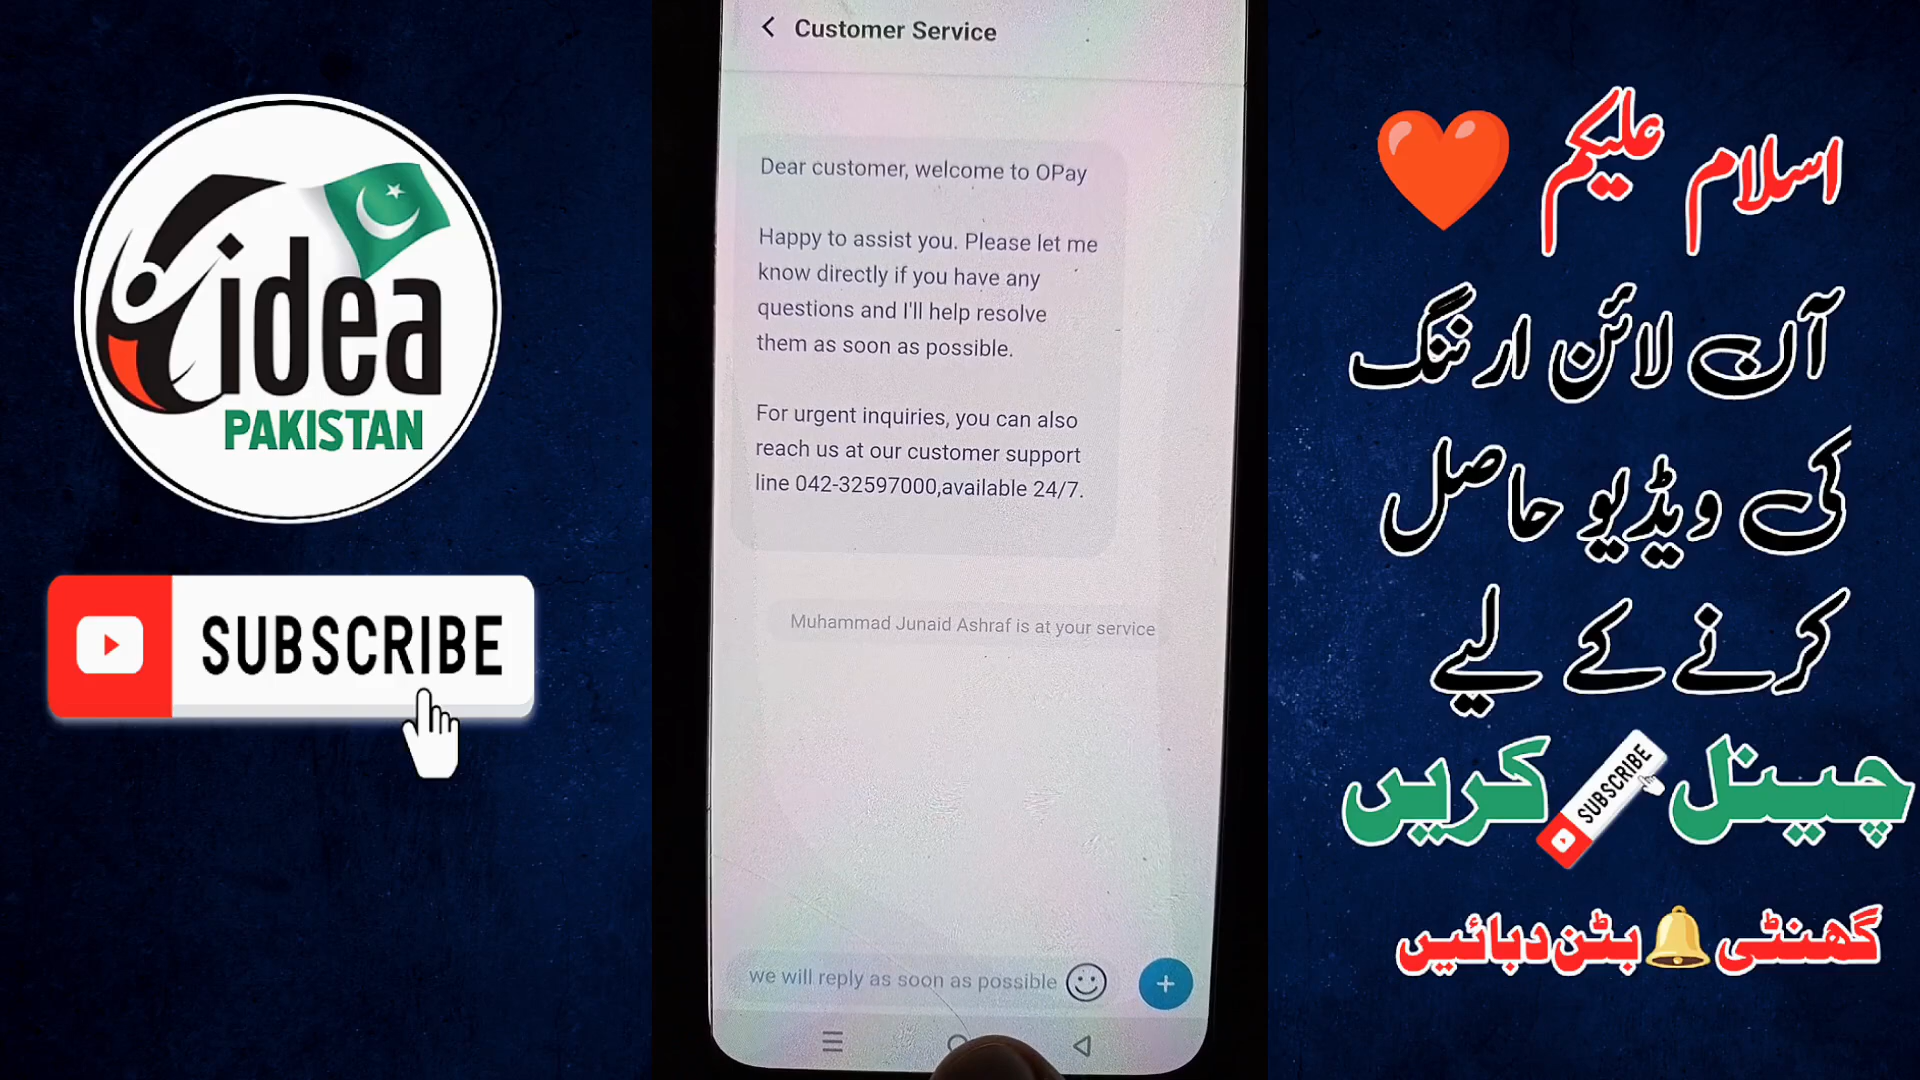 idea
PAKISTAN
SUBSCRIBE
Customer Service
Dear customer, welcome to OPay
Happy to assist you. Please let me
know directly if you have any
questions and I'll help resolve
them as soon as possible.
For urgent inquiries, you can also
reach us at our customer support
line 042-32597000,available 24/7.
Muhammad Junaid Ashraf is at your service
we will reply as soon as possible
اسلام علیکم
آن لائن ارننگ
کی ویڈیو حاصل
کرنے کے لیے
چینل SUBSCRIBE کریں
گھنٹی بٹن دبائیں